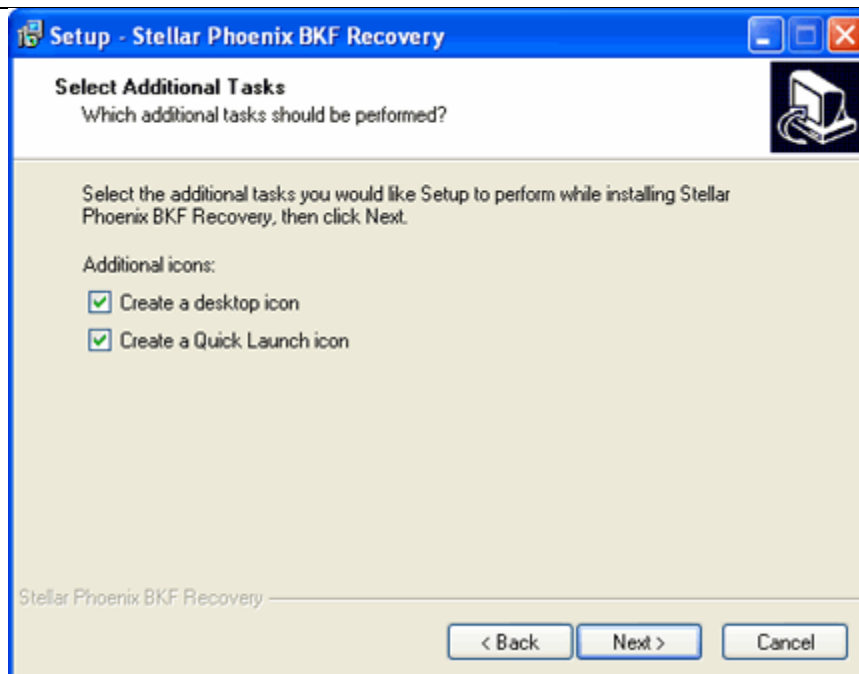 Setup - Stellar Phoenix BKF Recovery
Select Additional Tasks
Which additional tasks should be performed?
Select the additional tasks you would like Setup to perform while installing Stellar
Phoenix BKF Recovery, then click Next.
Additional icons:
Create a desktop icon
Create a Quick Launch icon
Stellar Phoenix BKF Recovery
< Back Next > Cancel